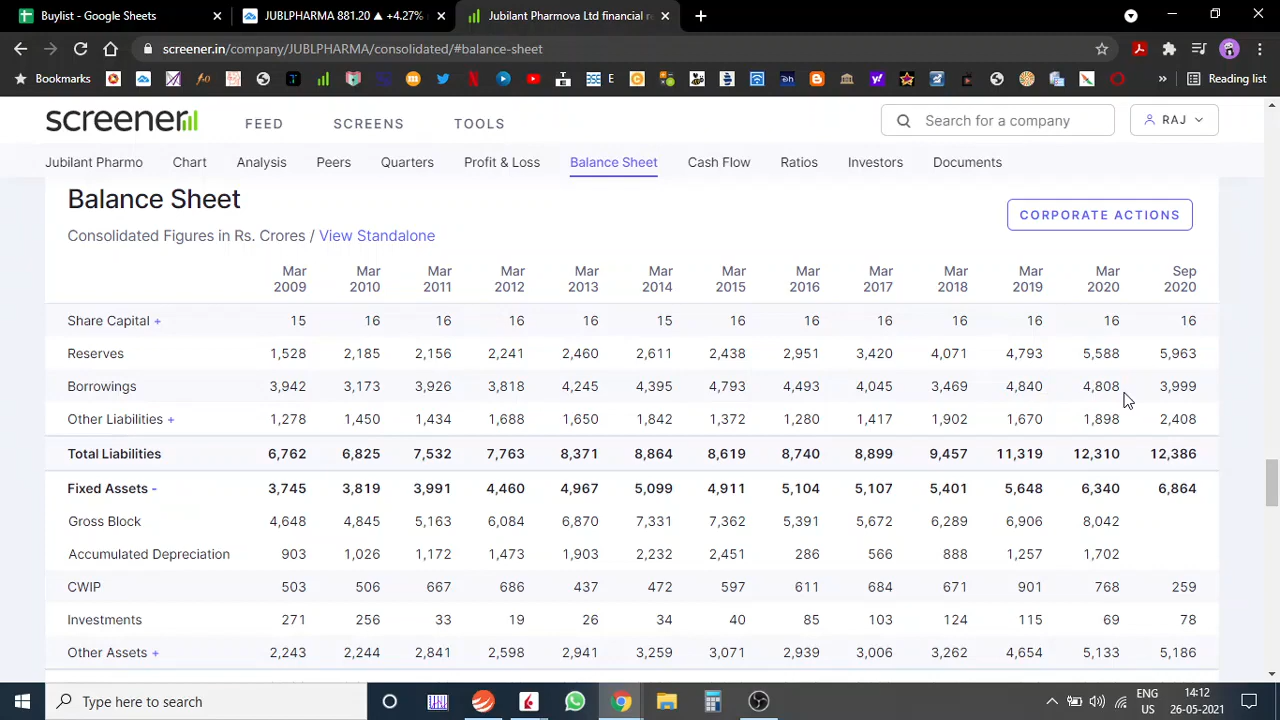 Buylist - Google Sheets
JUBLPHARMA 881.20 ▲ +4.27%
Jubilant Pharmova Ltd financial re
screener.in/company/JUBLPHARMA/consolidated/#balance-sheet
Bookmarks
Reading list
screener
FEED
SCREENS
TOOLS
Search for a company
RAJ
Jubilant Pharmo
Chart
Analysis
Peers
Quarters
Profit & Loss
Balance Sheet
Cash Flow
Ratios
Investors
Documents
Balance Sheet
Consolidated Figures in Rs. Crores / View Standalone
CORPORATE ACTIONS
Mar 2009 Mar 2010 Mar 2011 Mar 2012 Mar 2013 Mar 2014 Mar 2015 Mar 2016 Mar 2017 Mar 2018 Mar 2019 Mar 2020 Sep 2020
Share Capital + 15 16 16 16 16 15 16 16 16 16 16 16 16
Reserves 1,528 2,185 2,156 2,241 2,460 2,611 2,438 2,951 3,420 4,071 4,793 5,588 5,963
Borrowings 3,942 3,173 3,926 3,818 4,245 4,395 4,793 4,493 4,045 3,469 4,840 4,808 3,999
Other Liabilities + 1,278 1,450 1,434 1,688 1,650 1,842 1,372 1,280 1,417 1,902 1,670 1,898 2,408
Total Liabilities 6,762 6,825 7,532 7,763 8,371 8,864 8,619 8,740 8,899 9,457 11,319 12,310 12,386
Fixed Assets - 3,745 3,819 3,991 4,460 4,967 5,099 4,911 5,104 5,107 5,401 5,648 6,340 6,864
Gross Block 4,648 4,845 5,163 6,084 6,870 7,331 7,362 5,391 5,672 6,289 6,906 8,042
Accumulated Depreciation 903 1,026 1,172 1,473 1,903 2,232 2,451 286 566 888 1,257 1,702
CWIP 503 506 667 686 437 472 597 611 684 671 901 768 259
Investments 271 256 33 19 26 34 40 85 103 124 115 69 78
Other Assets + 2,243 2,244 2,841 2,598 2,941 3,259 3,071 2,939 3,006 3,262 4,654 5,133 5,186
Type here to search
ENG
US
14:12
26-05-2021